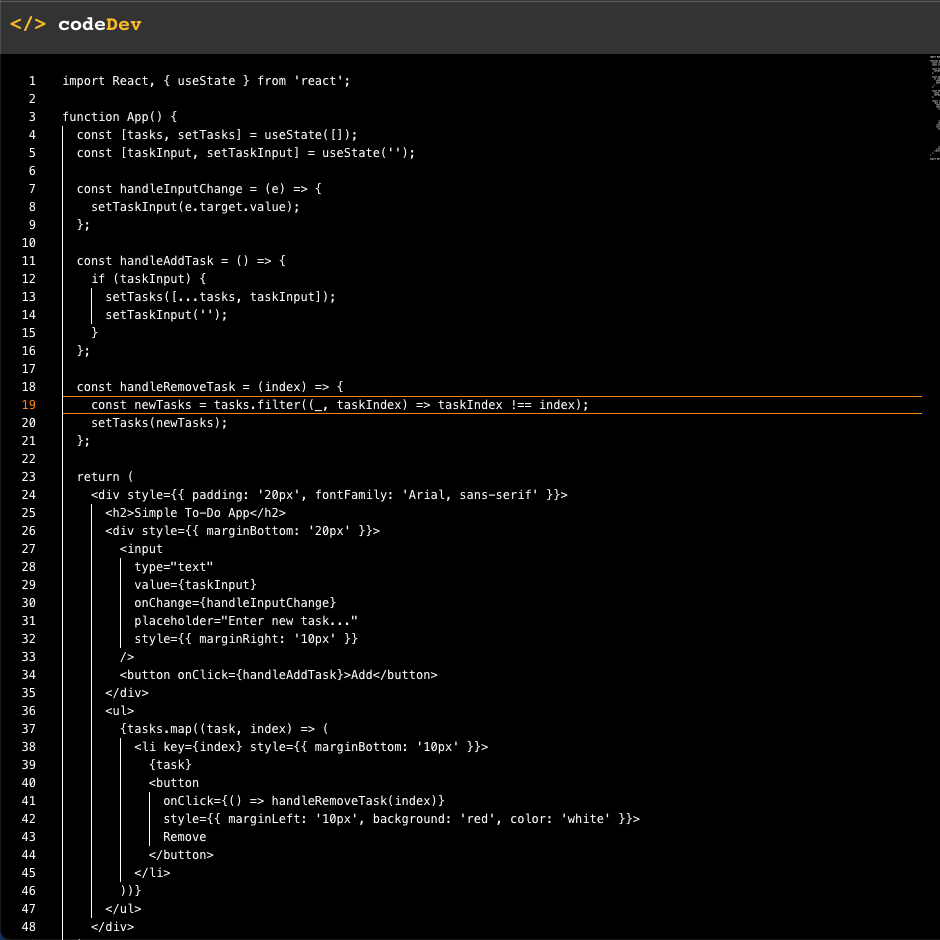 </> codeDev
1 import React, { useState } from 'react';
2
3 function App() {
4 const [tasks, setTasks] = useState([]);
5 const [taskInput, setTaskInput] = useState('');
6
7 const handleInputChange = (e) => {
8 setTaskInput(e.target.value);
9 };
10
11 const handleAddTask = () => {
12 if (taskInput) {
13 setTasks([...tasks, taskInput]);
14 setTaskInput('');
15 }
16 };
17
18 const handleRemoveTask = (index) => {
19 const newTasks = tasks.filter((_, taskIndex) => taskIndex !== index);
20 setTasks(newTasks);
21 };
22
23 return (
24 <div style={{ padding: '20px', fontFamily: 'Arial, sans-serif' }}>
25 <h2>Simple To-Do App</h2>
26 <div style={{ marginBottom: '20px' }}>
27 <input
28 type="text"
29 value={taskInput}
30 onChange={handleInputChange}
31 placeholder="Enter new task..."
32 style={{ marginRight: '10px' }}
33 />
34 <button onClick={handleAddTask}>Add</button>
35 </div>
36 <ul>
37 {tasks.map((task, index) => (
38 <li key={index} style={{ marginBottom: '10px' }}>
39 {task}
40 <button
41 onClick={() => handleRemoveTask(index)}
42 style={{ marginLeft: '10px', background: 'red', color: 'white' }}>
43 Remove
44 </button>
45 </li>
46 ))}
47 </ul>
48 </div>